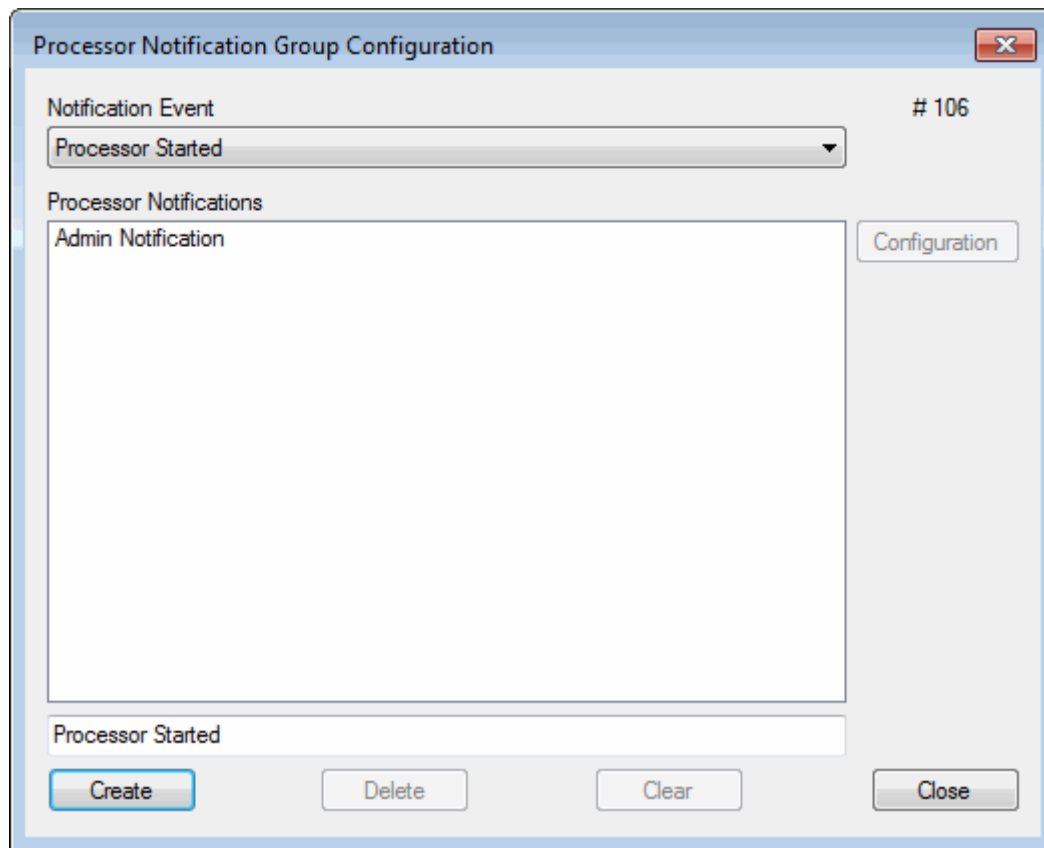 Processor Notification Group Configuration
Notification Event # 106
Processor Started
Processor Notifications
Admin Notification
Configuration
Processor Started
Create Delete Clear Close